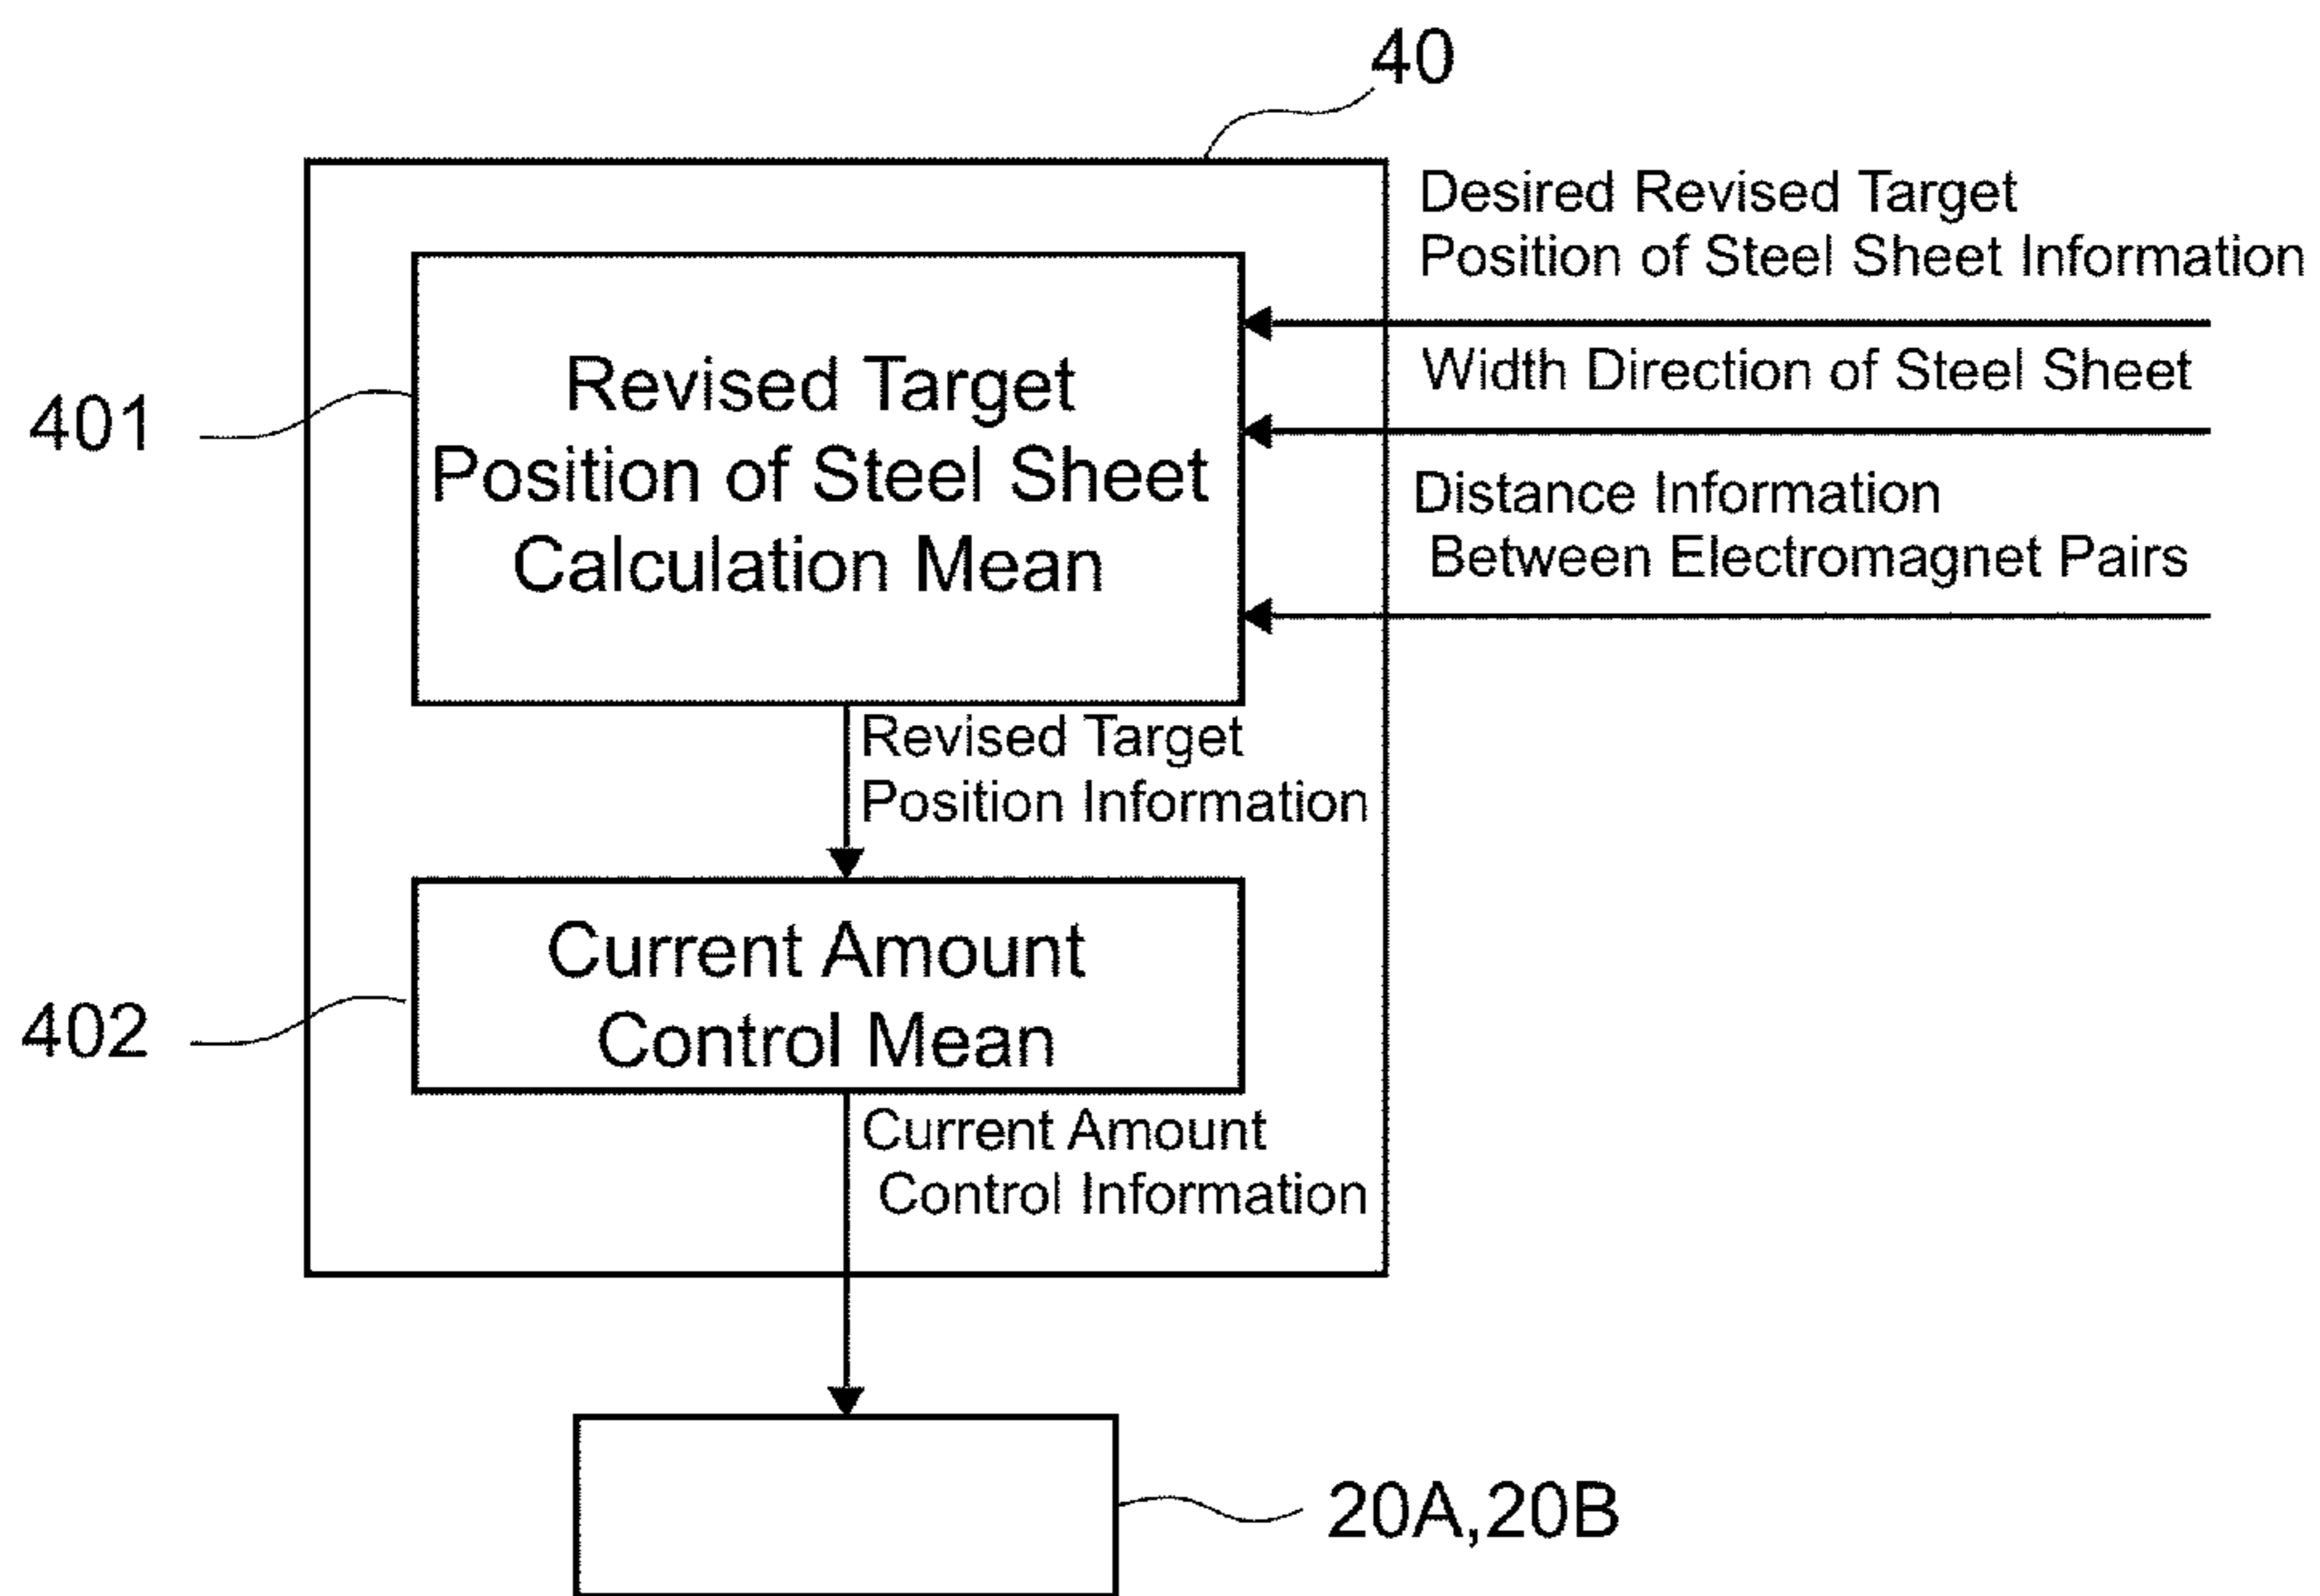 40
Desired Revised Target
Position of Steel Sheet Information
Width Direction of Steel Sheet
Distance Information
Between Electromagnet Pairs
401
Revised Target
Position of Steel Sheet
Calculation Mean
Revised Target
Position Information
402
Current Amount
Control Mean
Current Amount
Control Information
20A,20B